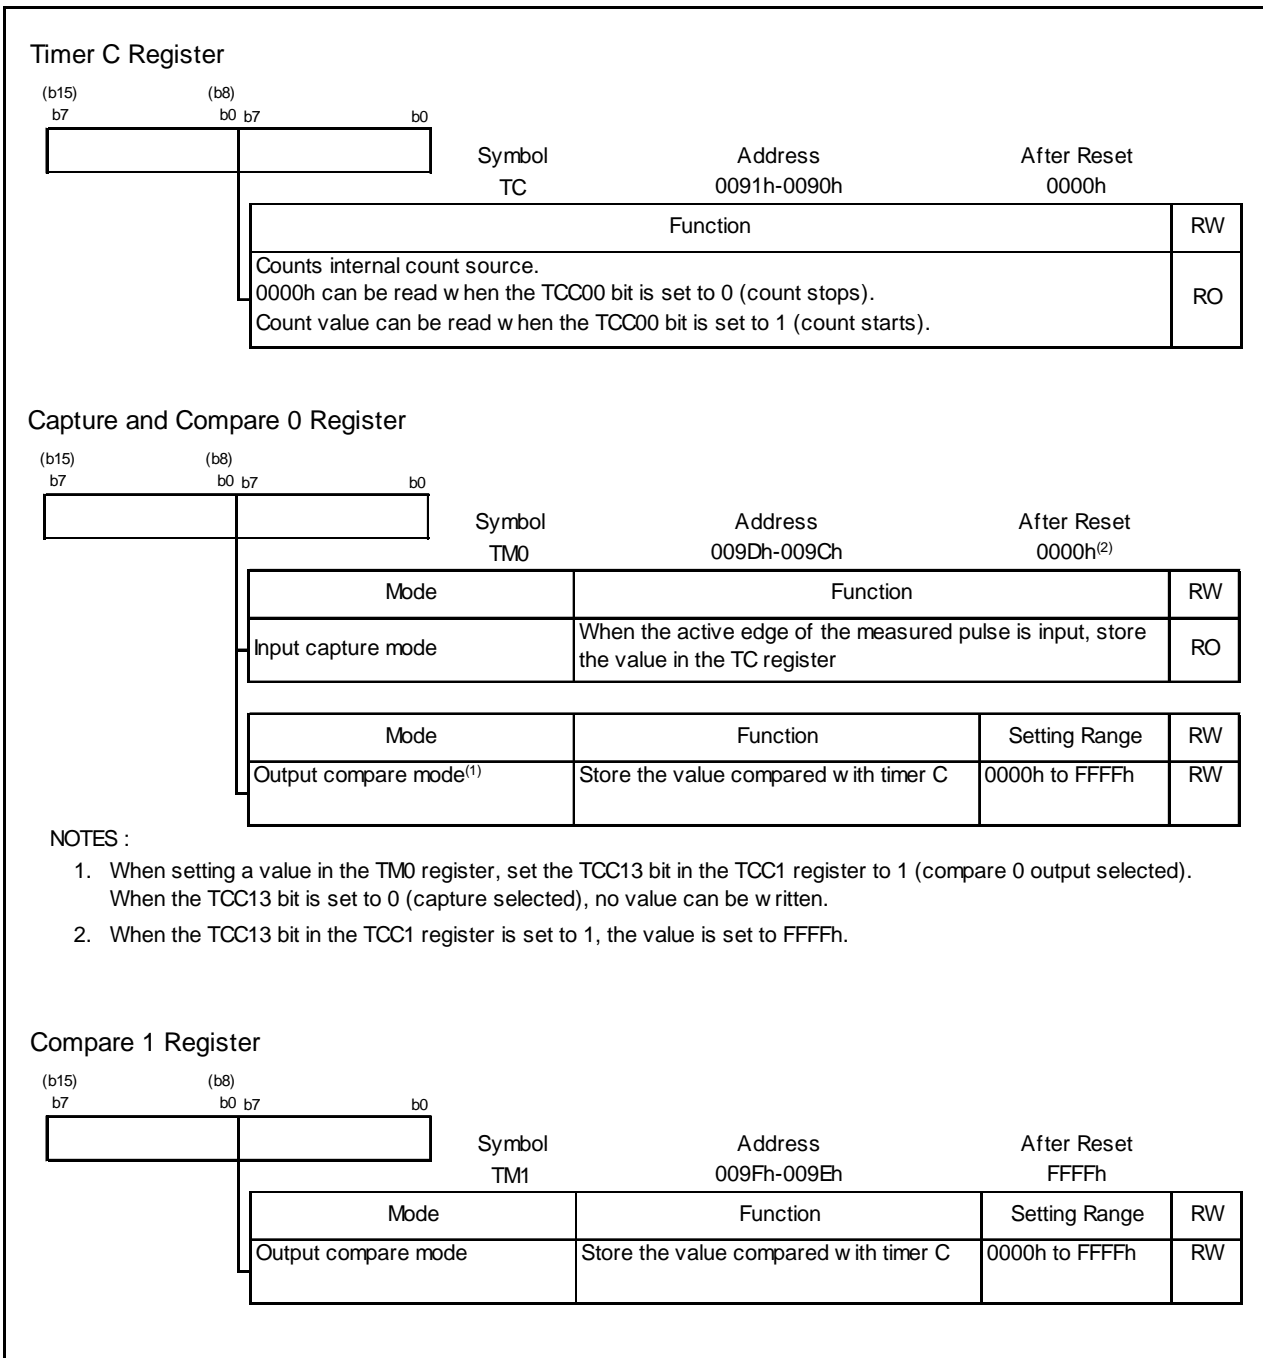 Timer C Register
(b15) (b8)
b7 b0 b7 b0
Symbol Address After Reset
TC 0091h-0090h 0000h
Function RW
Counts internal count source.
0000h can be read when the TCC00 bit is set to 0 (count stops).
Count value can be read when the TCC00 bit is set to 1 (count starts).
RO
Capture and Compare 0 Register
(b15) (b8)
b7 b0 b7 b0
Symbol Address After Reset
TM0 009Dh-009Ch 0000h(2)
Mode Function RW
Input capture mode
When the active edge of the measured pulse is input, store
the value in the TC register
RO
Mode Function Setting Range RW
Output compare mode(1) Store the value compared with timer C 0000h to FFFFh RW
NOTES :
1. When setting a value in the TM0 register, set the TCC13 bit in the TCC1 register to 1 (compare 0 output selected).
When the TCC13 bit is set to 0 (capture selected), no value can be written.
2. When the TCC13 bit in the TCC1 register is set to 1, the value is set to FFFFh.
Compare 1 Register
(b15) (b8)
b7 b0 b7 b0
Symbol Address After Reset
TM1 009Fh-009Eh FFFFh
Mode Function Setting Range RW
Output compare mode Store the value compared with timer C 0000h to FFFFh RW